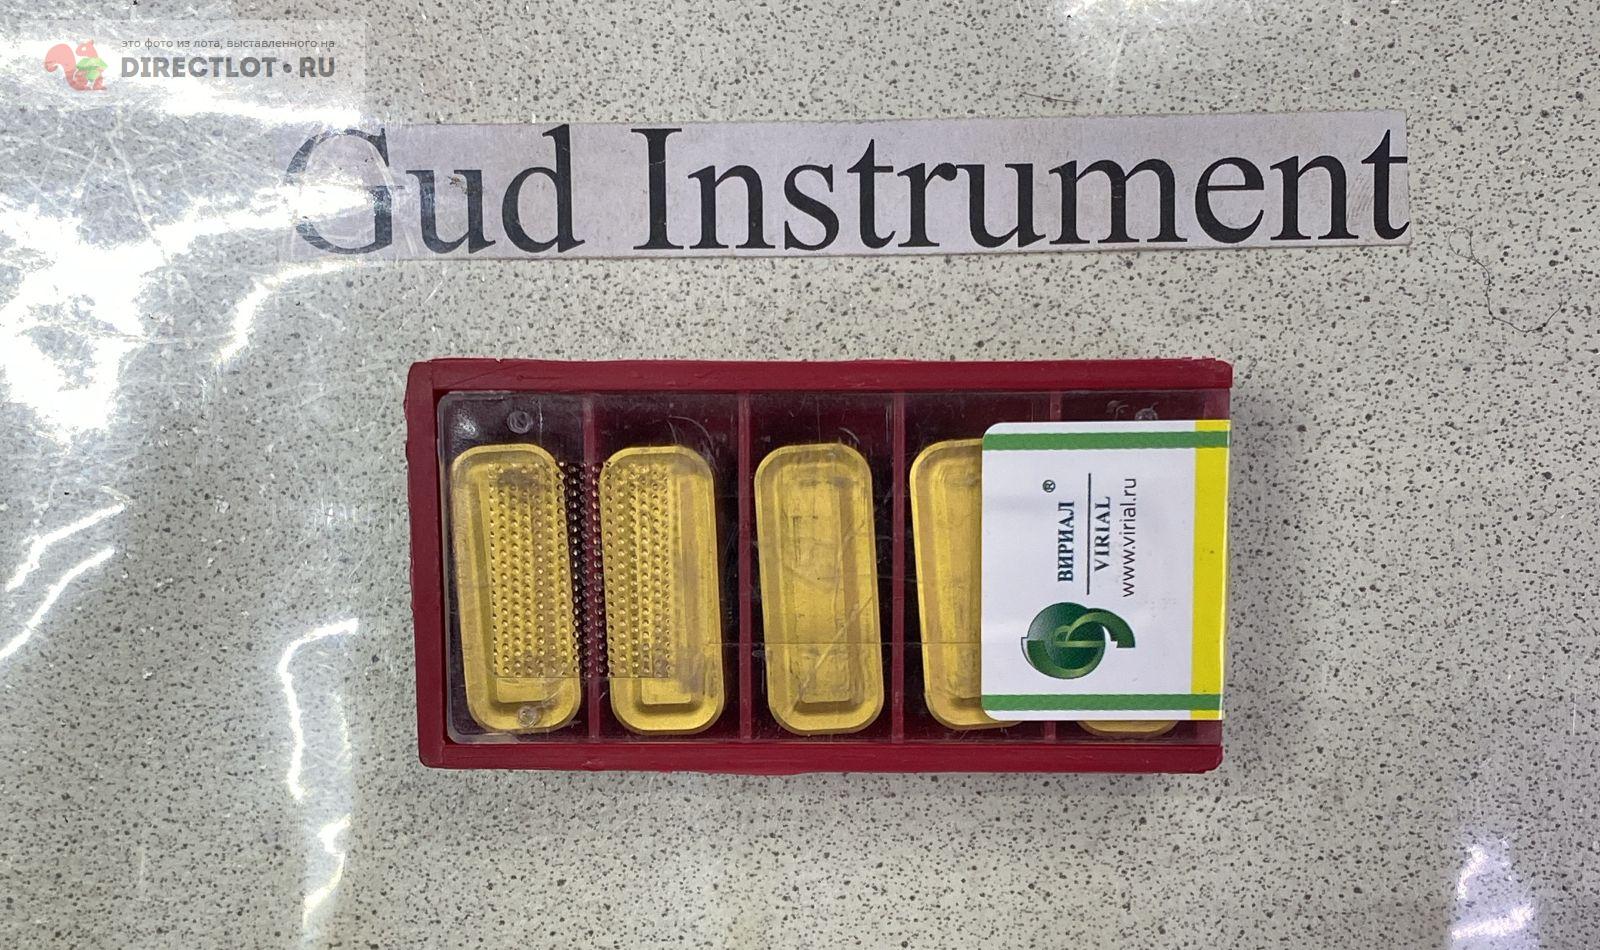 это фото из лота, выставленного на
DIRECTLOT·RU
Gud Instrument
®
ВИРИАЛ
VIRIAL
www.virial.ru